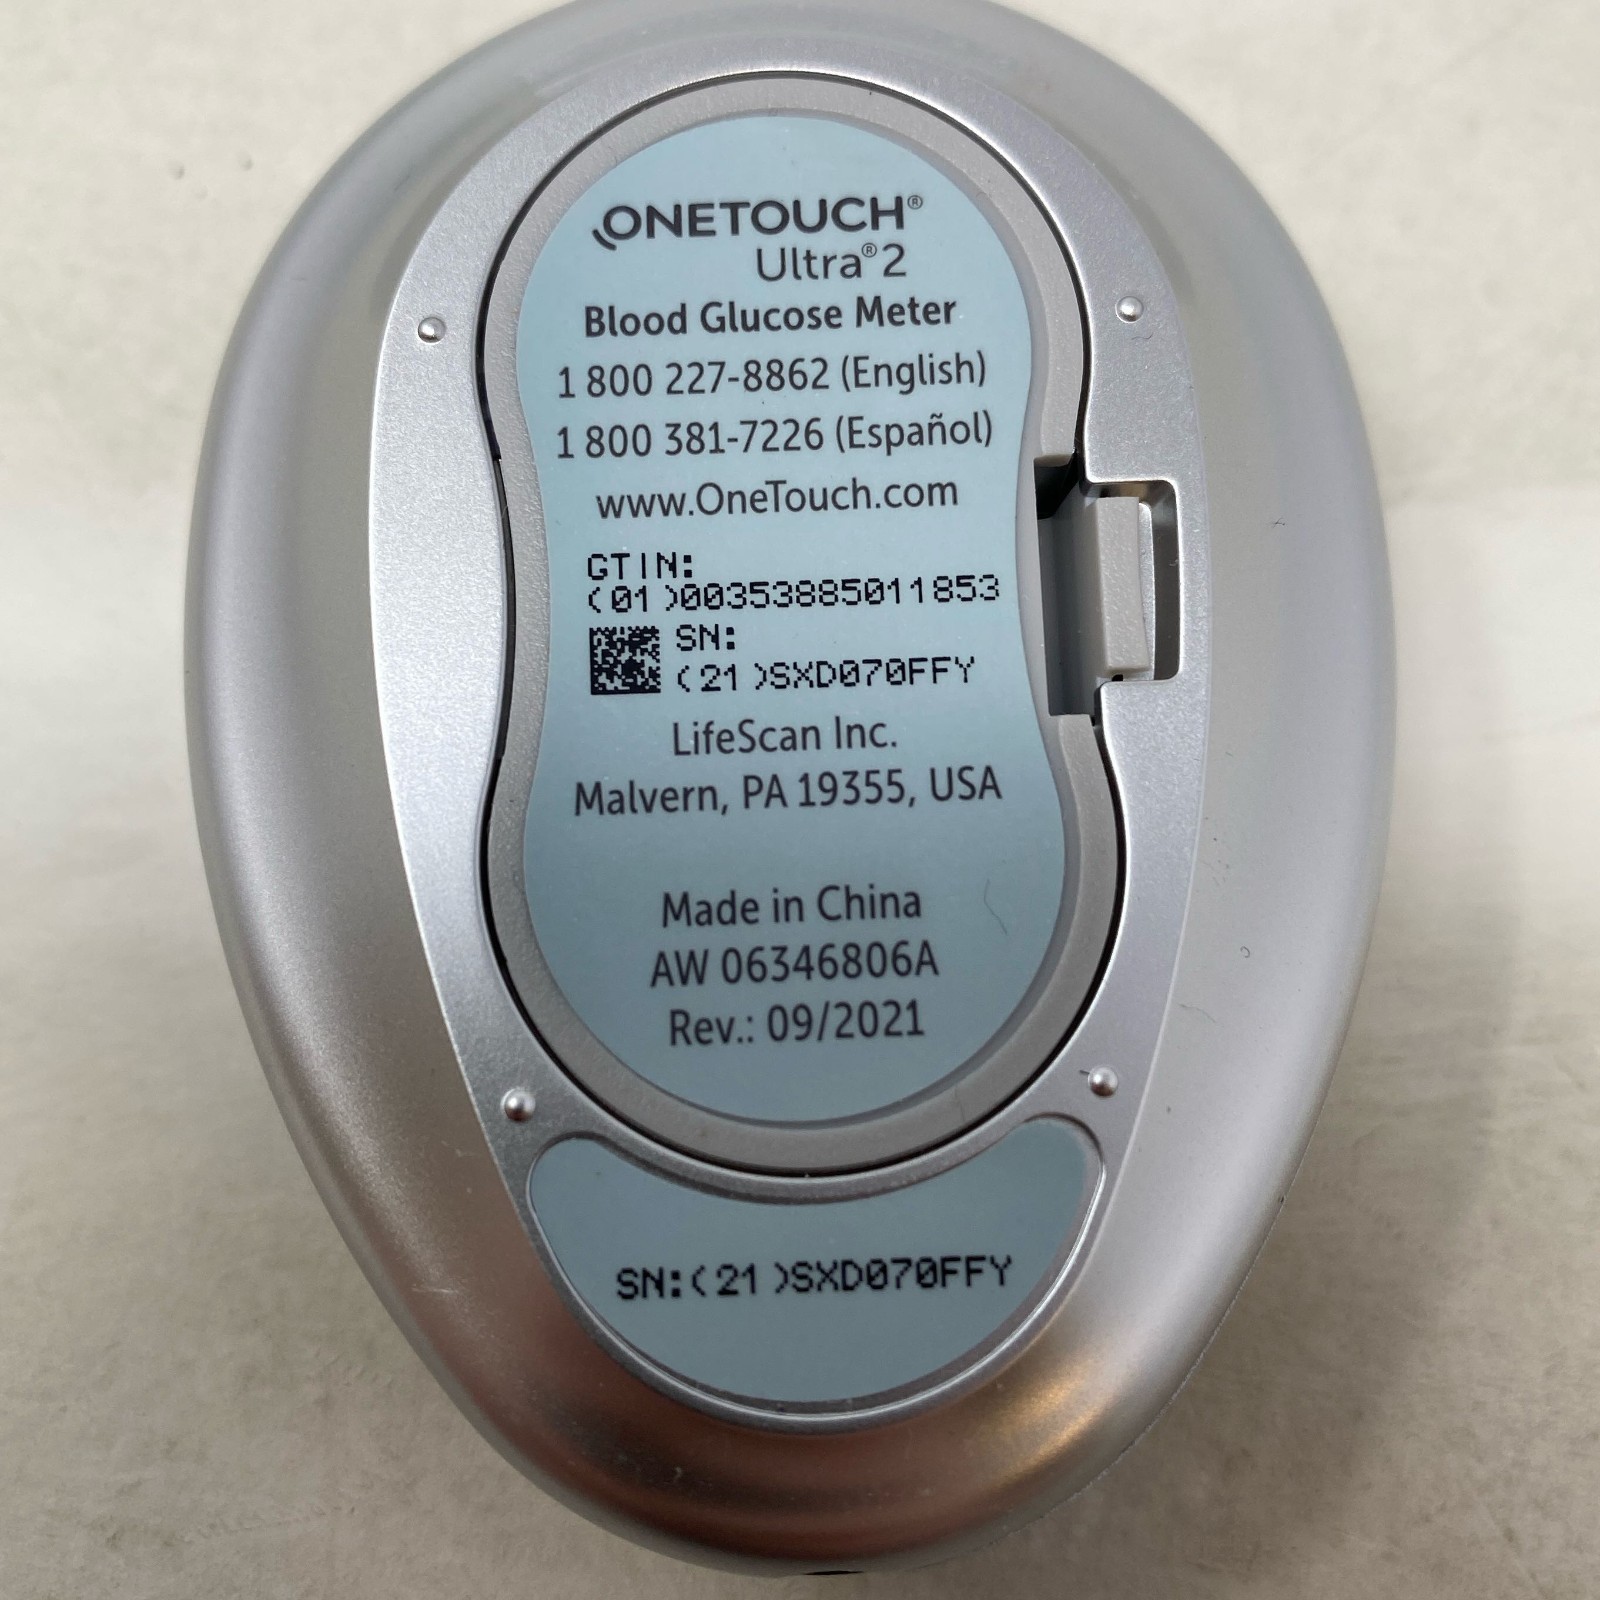 ONETOUCH®
Ultra®2
Blood Glucose Meter
1 800 227-8862 (English)
1 800 381-7226 (Español)
www.OneTouch.com
GTIN:
(01)00353885011853
SN:
(21)SXD070FFY
LifeScan Inc.
Malvern, PA 19355, USA
Made in China
AW 06346806A
Rev.: 09/2021
SN:(21)SXD070FFY